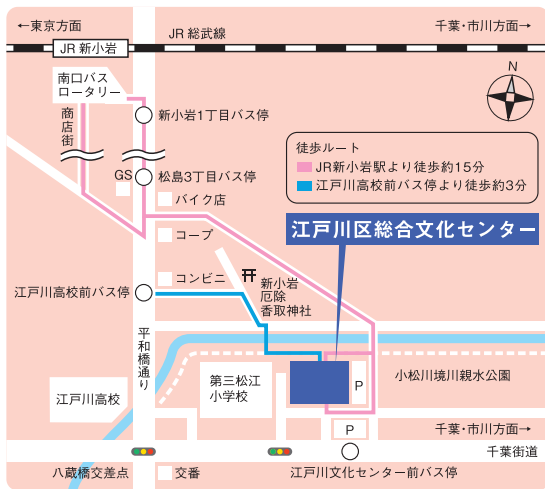 ←東京方面
千葉・市川方面→
JR 総武線
JR 新小岩
N
南口バス
ロータリー
商店街
新小岩1丁目バス停
徒歩ルート
JR新小岩駅より徒歩約15分
江戸川高校前バス停より徒歩約3分
GS
松島3丁目バス停
バイク店
江戸川区総合文化センター
コープ
コンビニ
新小岩
厄除
香取神社
江戸川高校前バス停
平和橋通り
小松川境川親水公園
第三松江
小学校
P
江戸川高校
P
千葉・市川方面→
千葉街道
八蔵橋交差点
交番
江戸川文化センター前バス停